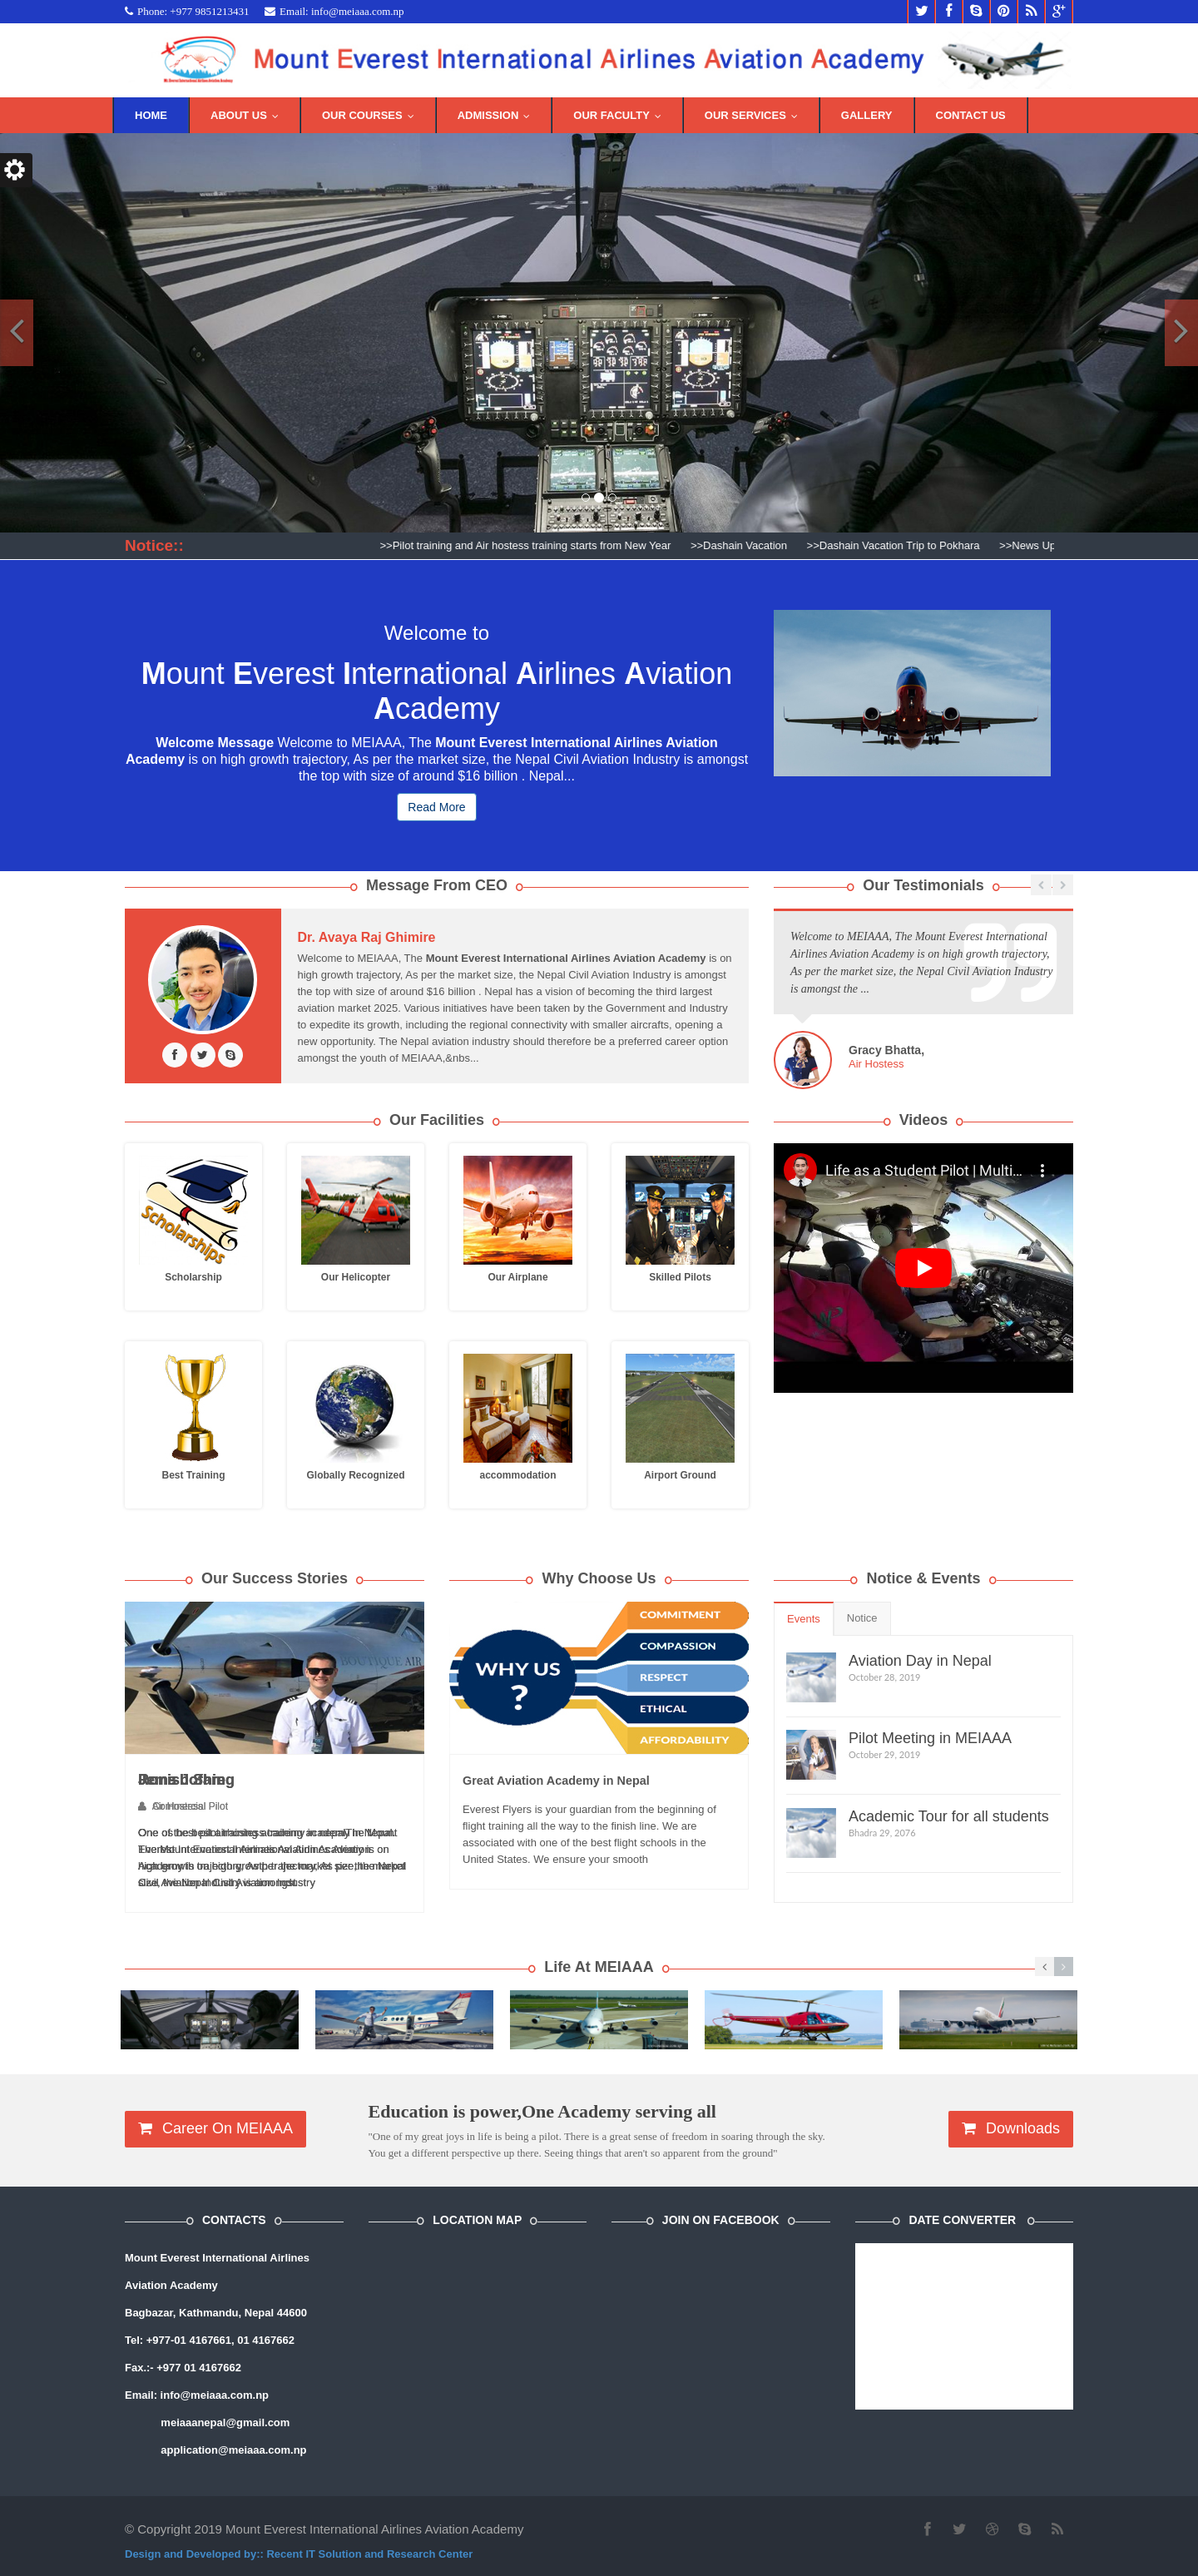 Phone: +977 9851213431 Email: info@meiaaa.com.np
Mount Everest International Airlines Aviation Academy
HOME ABOUT US OUR COURSES ADMISSION OUR FACULTY OUR SERVICES GALLERY CONTACT US
Notice:: >>Pilot training and Air hostess training starts from New Year >>Dashain Vacation >>Dashain Vacation Trip to Pokhara >>News Up
Welcome to
Mount Everest International Airlines Aviation
Academy
Welcome Message Welcome to MEIAAA, The Mount Everest International Airlines Aviation
Academy is on high growth trajectory, As per the market size, the Nepal Civil Aviation Industry is amongst
the top with size of around $16 billion . Nepal...
Read More
Message From CEO
Dr. Avaya Raj Ghimire
Welcome to MEIAAA, The Mount Everest International Airlines Aviation Academy is on
high growth trajectory, As per the market size, the Nepal Civil Aviation Industry is amongst
the top with size of around $16 billion . Nepal has a vision of becoming the third largest
aviation market 2025. Various initiatives have been taken by the Government and Industry
to expedite its growth, including the regional connectivity with smaller aircrafts, opening a
new opportunity. The Nepal aviation industry should therefore be a preferred career option
amongst the youth of MEIAAA,&nbs...
Our Testimonials
Welcome to MEIAAA, The Mount Everest International
Airlines Aviation Academy is on high growth trajectory,
As per the market size, the Nepal Civil Aviation Industry
is amongst the ...
Gracy Bhatta,
Air Hostess
Our Facilities
Scholarships
Scholarship
Our Helicopter
Our Airplane
Skilled Pilots
Best Training
Globally Recognized
accommodation
Airport Ground
Videos
Life as a Student Pilot | Multi...
Our Success Stories
BOUTIQUE AIR
Why Choose Us
WHY US
?
COMMITMENT
COMPASSION
RESPECT
ETHICAL
AFFORDABILITY
Great Aviation Academy in Nepal
Everest Flyers is your guardian from the beginning of
flight training all the way to the finish line. We are
associated with one of the best flight schools in the
United States. We ensure your smooth
Notice & Events
Events Notice
Aviation Day in Nepal
October 28, 2019
Pilot Meeting in MEIAAA
October 29, 2019
Academic Tour for all students
Bhadra 29, 2076
Life At MEIAAA
Career On MEIAAA
Education is power,One Academy serving all
"One of my great joys in life is being a pilot. There is a great sense of freedom in soaring through the sky.
You get a different perspective up there. Seeing things that aren't so apparent from the ground"
Downloads
CONTACTS
Mount Everest International Airlines
Aviation Academy
Bagbazar, Kathmandu, Nepal 44600
Tel: +977-01 4167661, 01 4167662
Fax.:- +977 01 4167662
Email: info@meiaaa.com.np
meiaaanepal@gmail.com
application@meiaaa.com.np
LOCATION MAP
JOIN ON FACEBOOK
DATE CONVERTER
© Copyright 2019 Mount Everest International Airlines Aviation Academy
Design and Developed by:: Recent IT Solution and Research Center